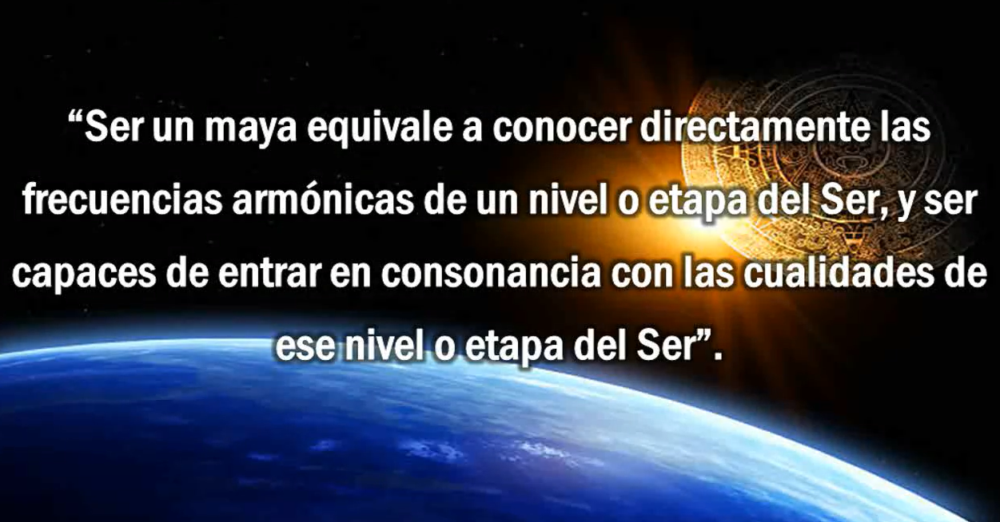 “Ser un maya equivale a conocer directamente las
frecuencias armónicas de un nivel o etapa del Ser, y ser
capaces de entrar en consonancia con las cualidades de
ese nivel o etapa del Ser”.